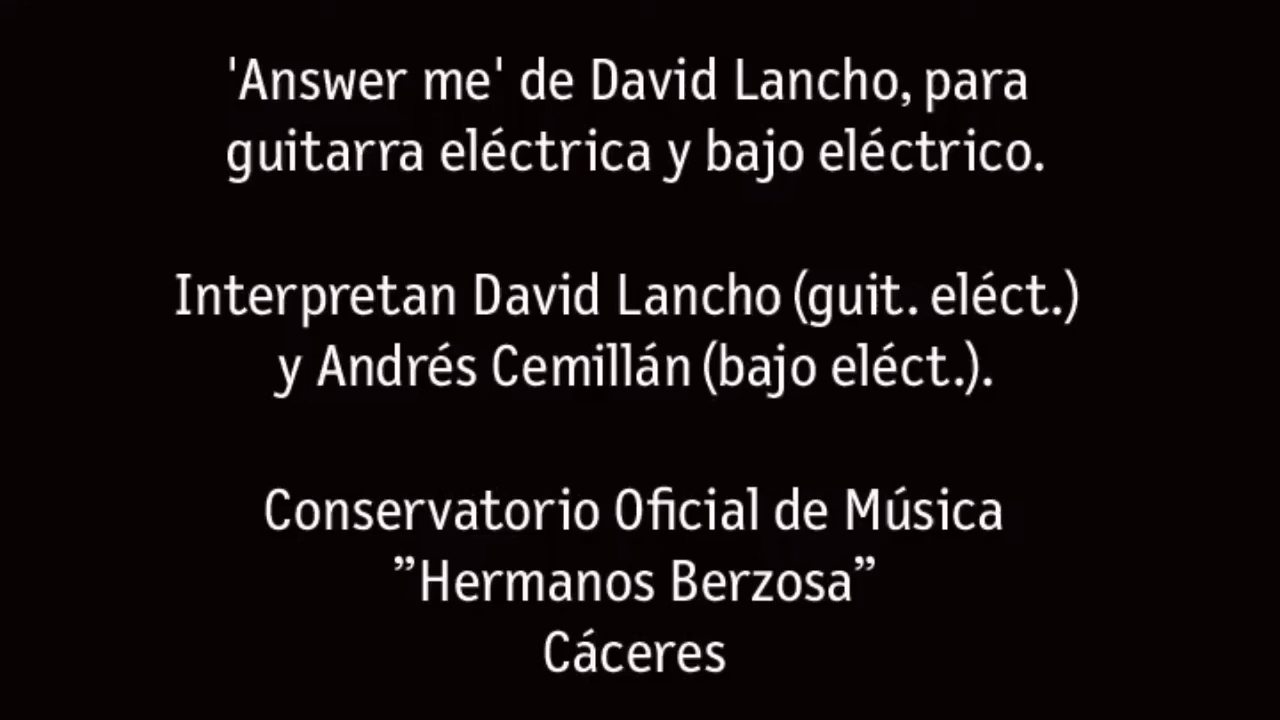 'Answer me' de David Lancho, para
guitarra eléctrica y bajo eléctrico.
Interpretan David Lancho (guit. eléct.)
y Andrés Cemillán (bajo eléct.).
Conservatorio Oficial de Música
”Hermanos Berzosa”
Cáceres